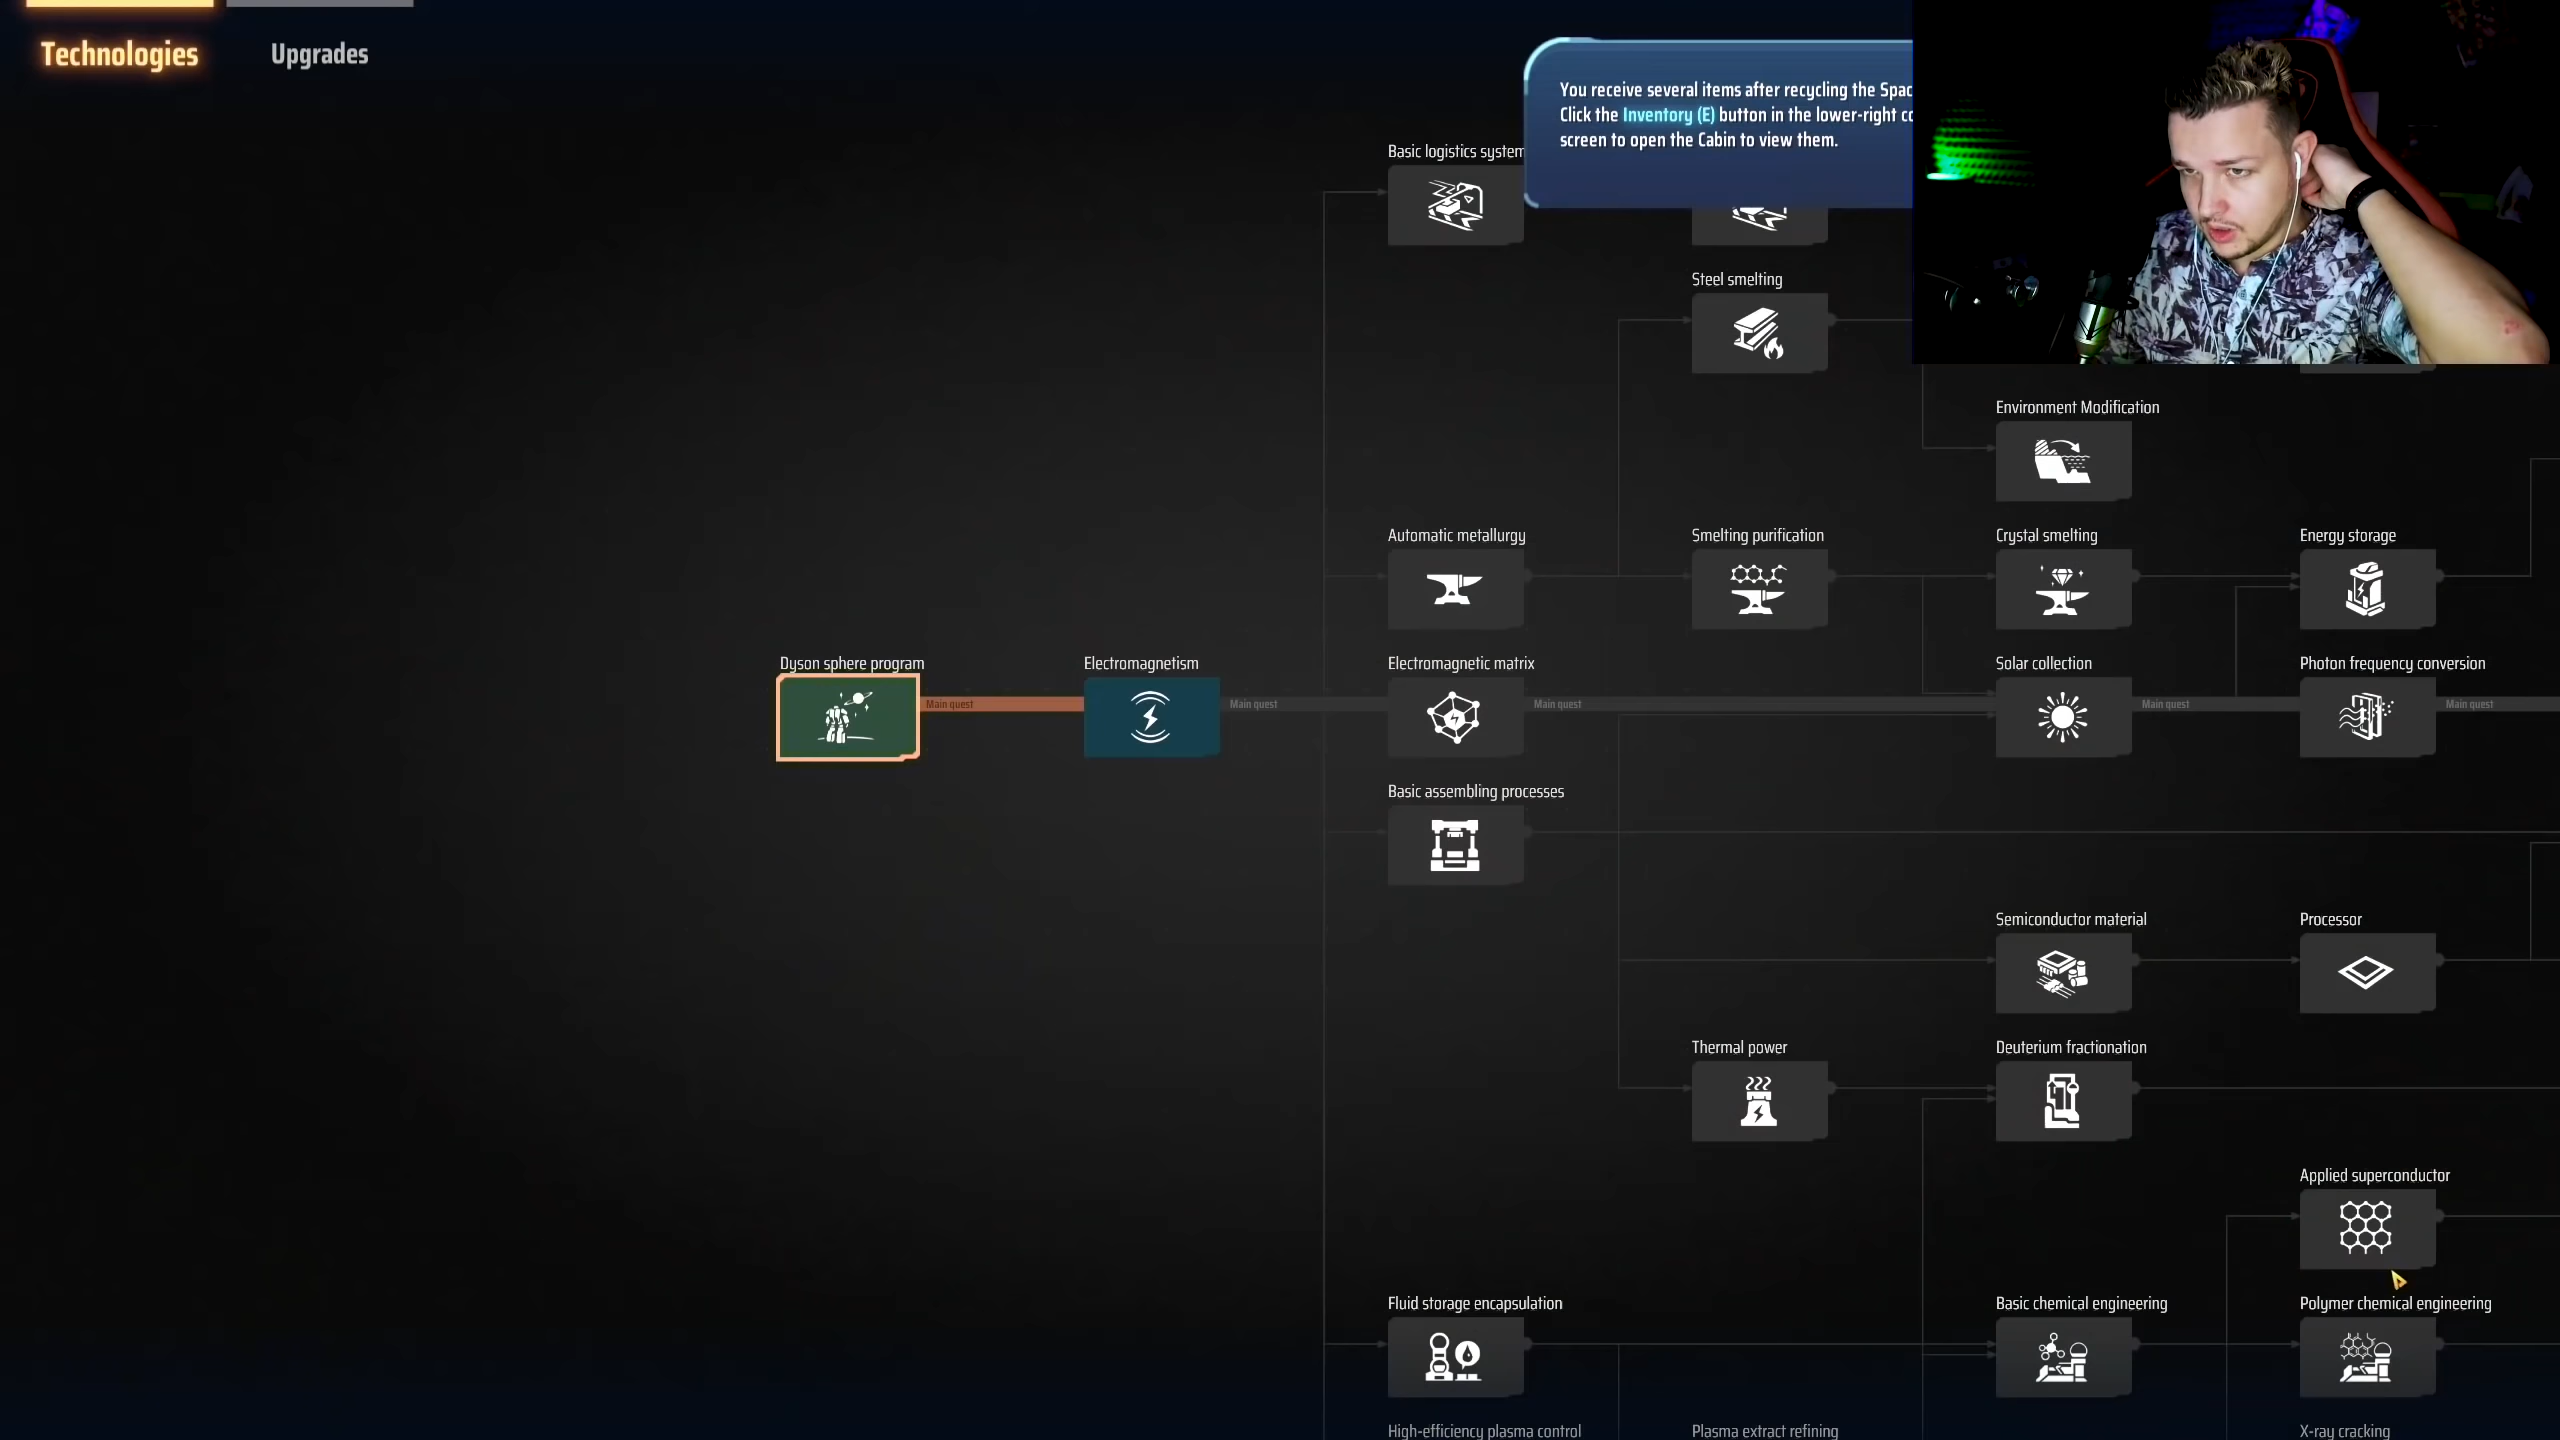 Technologies
Upgrades
You receive several items after recycling the Spac
Click the Inventory (E) button in the lower-right co
screen to open the Cabin to view them.
Basic logistics system
Steel smelting
Environment Modification
Automatic metallurgy
Smelting purification
Crystal smelting
Energy storage
Dyson sphere program
Electromagnetism
Electromagnetic matrix
Solar collection
Photon frequency conversion
Main quest
Main quest
Main quest
Main quest
Main quest
Basic assembling processes
Semiconductor material
Processor
Thermal power
Deuterium fractionation
Applied superconductor
Fluid storage encapsulation
Basic chemical engineering
Polymer chemical engineering
High-efficiency plasma control
Plasma extract refining
X-ray cracking